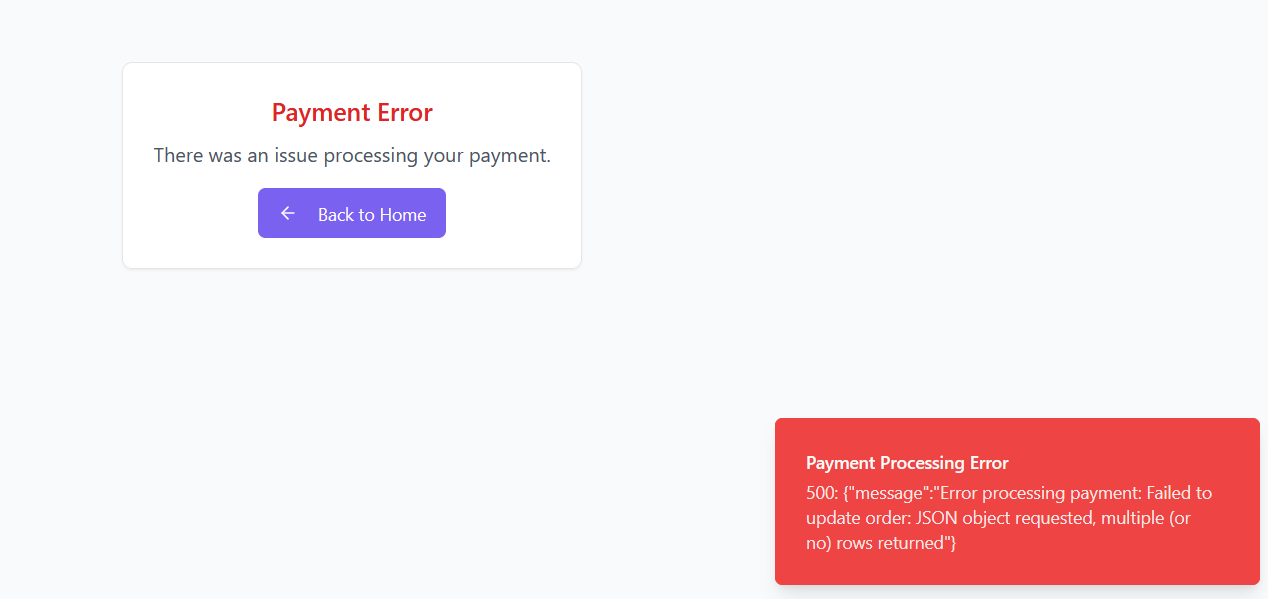 Payment Error
There was an issue processing your payment.
Back to Home
Payment Processing Error
500: {"message":"Error processing payment: Failed to
update order: JSON object requested, multiple (or
no) rows returned"}